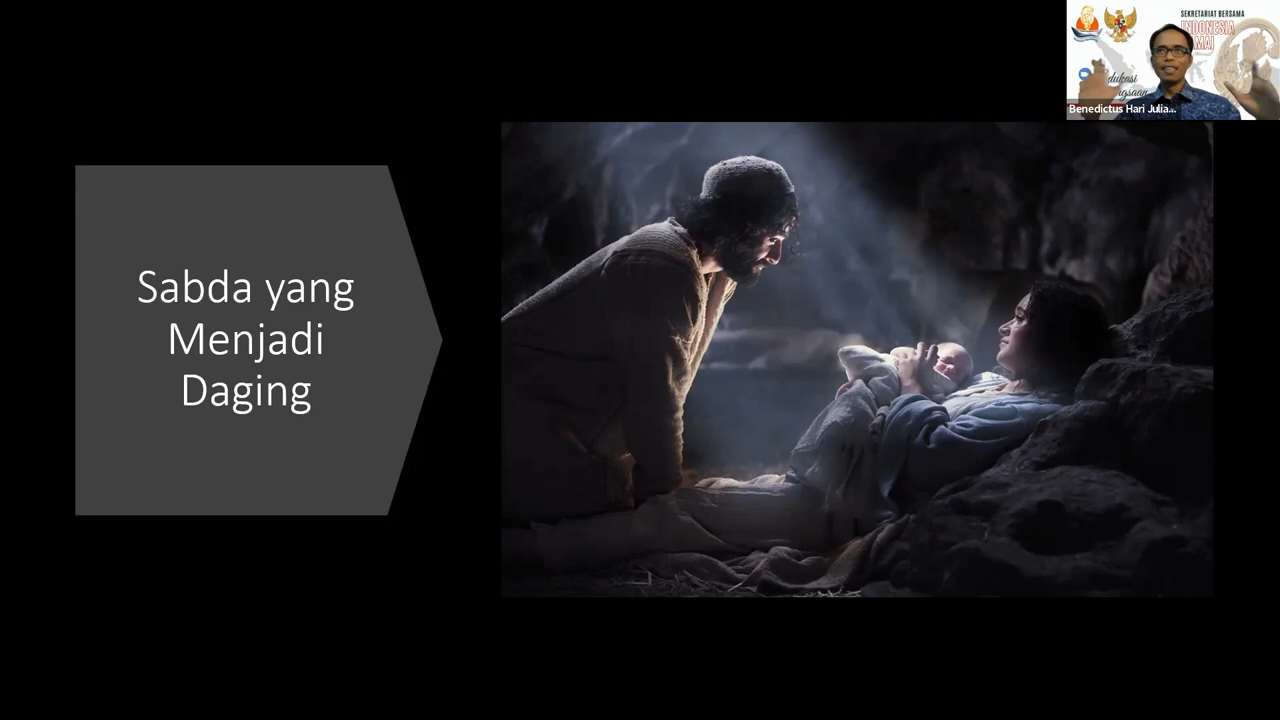 Sabda yang
Menjadi
Daging
SEKRETARIAT BERSAMA
INDONESIA
Benedictus Hari Julia...